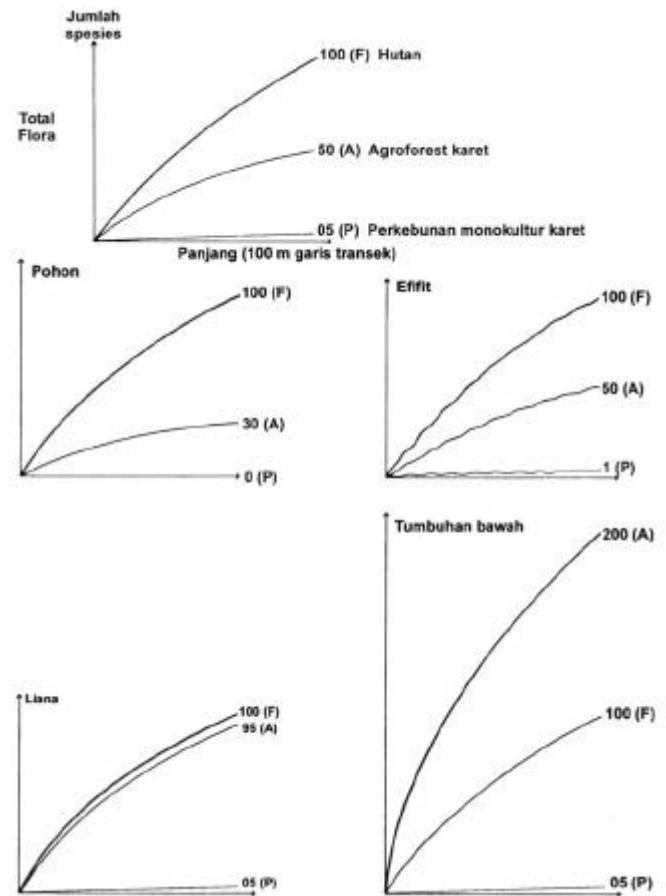 Jumlah
spesies
100 (F) Hutan
Total
Flora
50 (A) Agroforest karet
05 (P) Perkebunan monokultur karet
Panjang (100 m garis transek)
Pohon
100 (F)
30 (A)
0 (P)
Efifit
100 (F)
50 (A)
1 (P)
Tumbuhan bawah
200 (A)
100 (F)
05 (P)
Liana
100 (F)
95 (A)
05 (P)